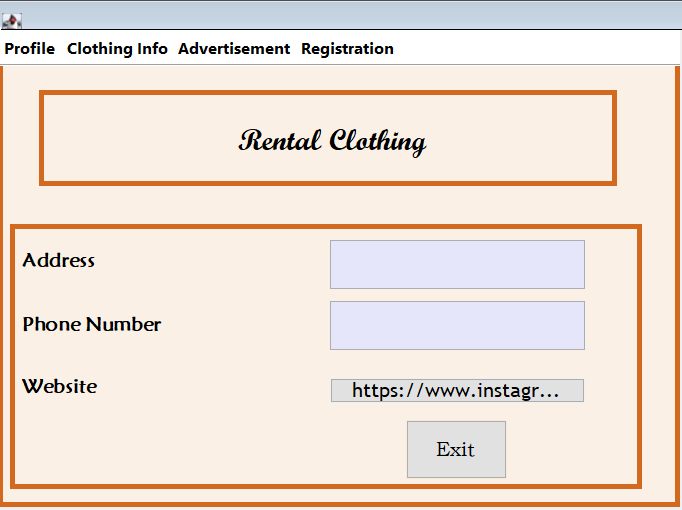 Profile Clothing Info Advertisement Registration
Rental Clothing
Address
Phone Number
Website https://www.instagr...
Exit